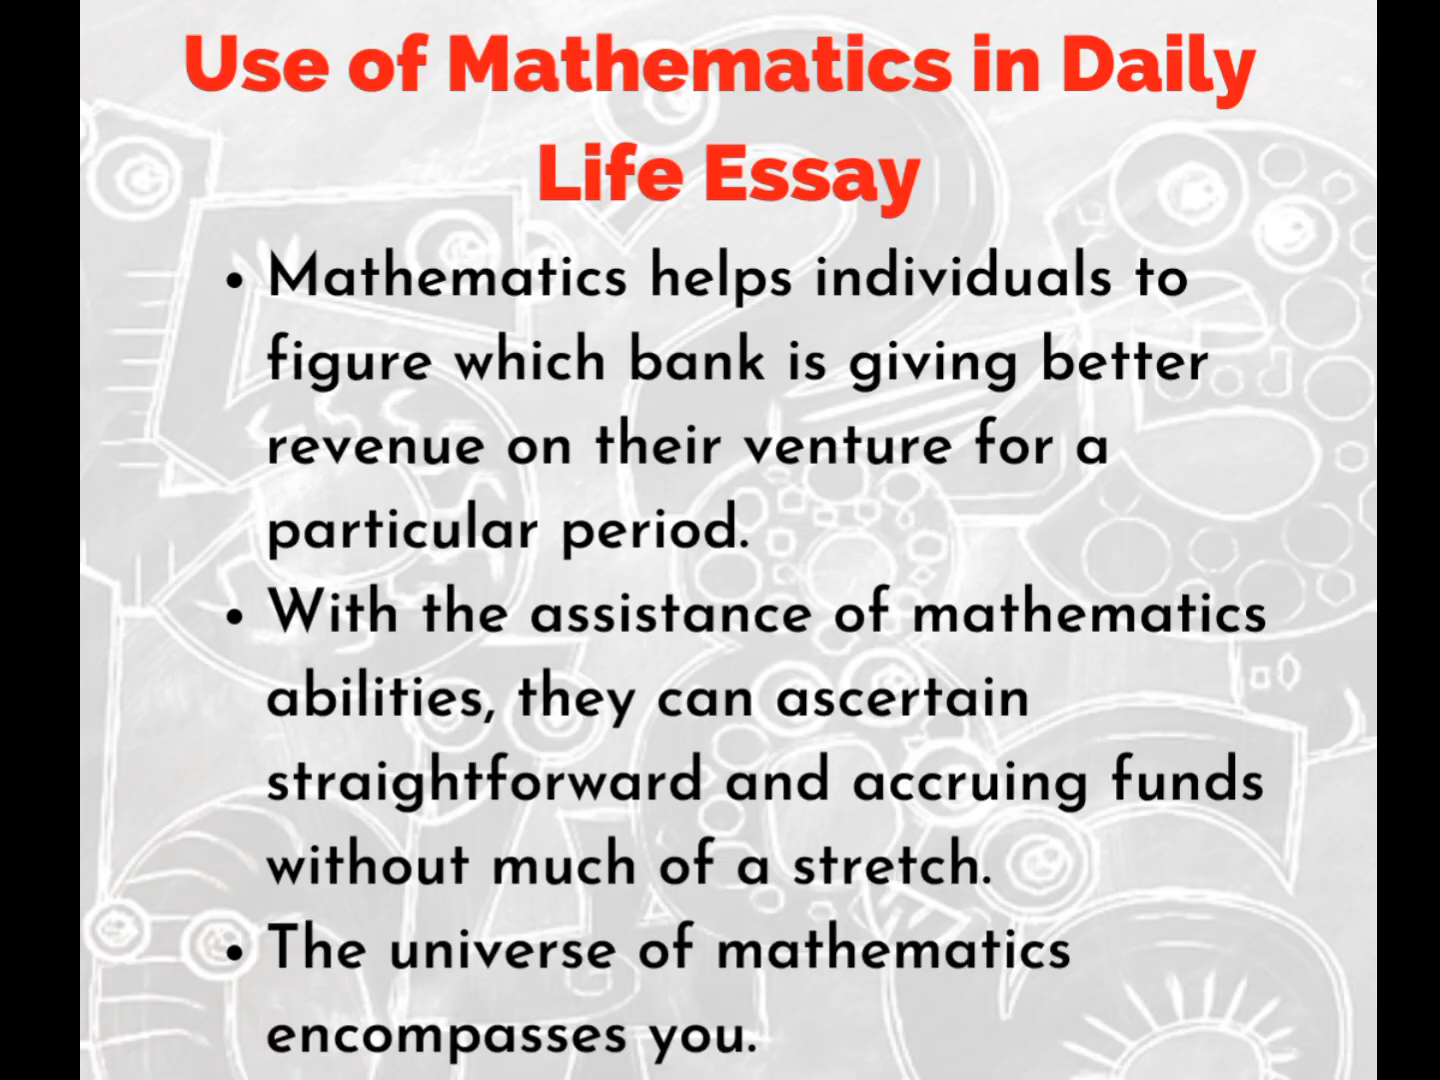 Use of Mathematics in Daily
Life Essay
• Mathematics helps individuals to
figure which bank is giving better
revenue on their venture for a
particular period.
• With the assistance of mathematics
abilities, they can ascertain
straightforward and accruing funds
without much of a stretch.
• The universe of mathematics
encompasses you.